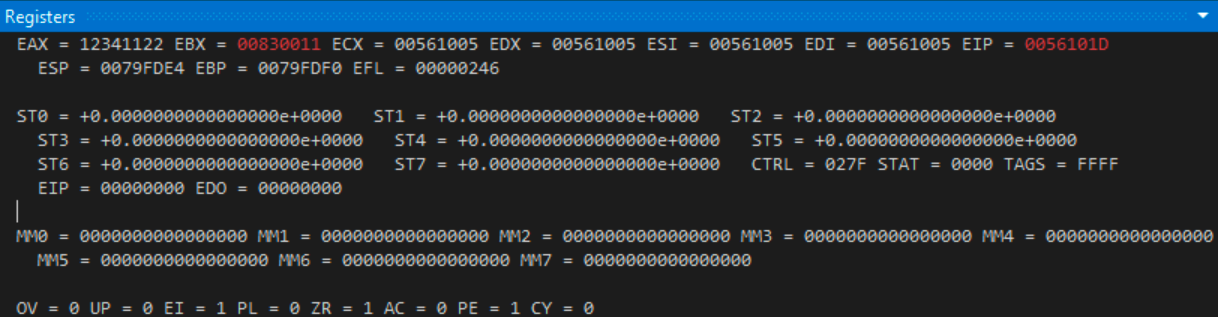 Registers
EAX = 12341122 EBX = 00830011 ECX = 00561005 EDX = 00561005 ESI = 00561005 EDI = 00561005 EIP = 0056101D
ESP = 0079FDE4 EBP = 0079FDF0 EFL = 00000246
ST0 = +0.0000000000000000e+0000 ST1 = +0.0000000000000000e+0000 ST2 = +0.0000000000000000e+0000
ST3 = +0.0000000000000000e+0000 ST4 = +0.0000000000000000e+0000 ST5 = +0.0000000000000000e+0000
ST6 = +0.0000000000000000e+0000 ST7 = +0.0000000000000000e+0000 CTRL = 027F STAT = 0000 TAGS = FFFF
EIP = 00000000 EDO = 00000000
MM0 = 0000000000000000 MM1 = 0000000000000000 MM2 = 0000000000000000 MM3 = 0000000000000000 MM4 = 0000000000000000
MM5 = 0000000000000000 MM6 = 0000000000000000 MM7 = 0000000000000000
OV = 0 UP = 0 EI = 1 PL = 0 ZR = 1 AC = 0 PE = 1 CY = 0